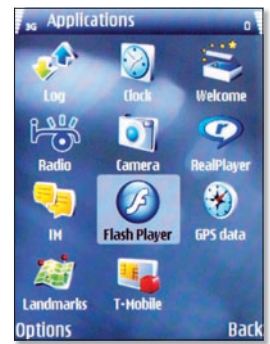 3G Applications
Log Clock Welcome
Radio Camera RealPlayer
IM Flash Player GPS data
Landmarks T-Mobile
Options Back